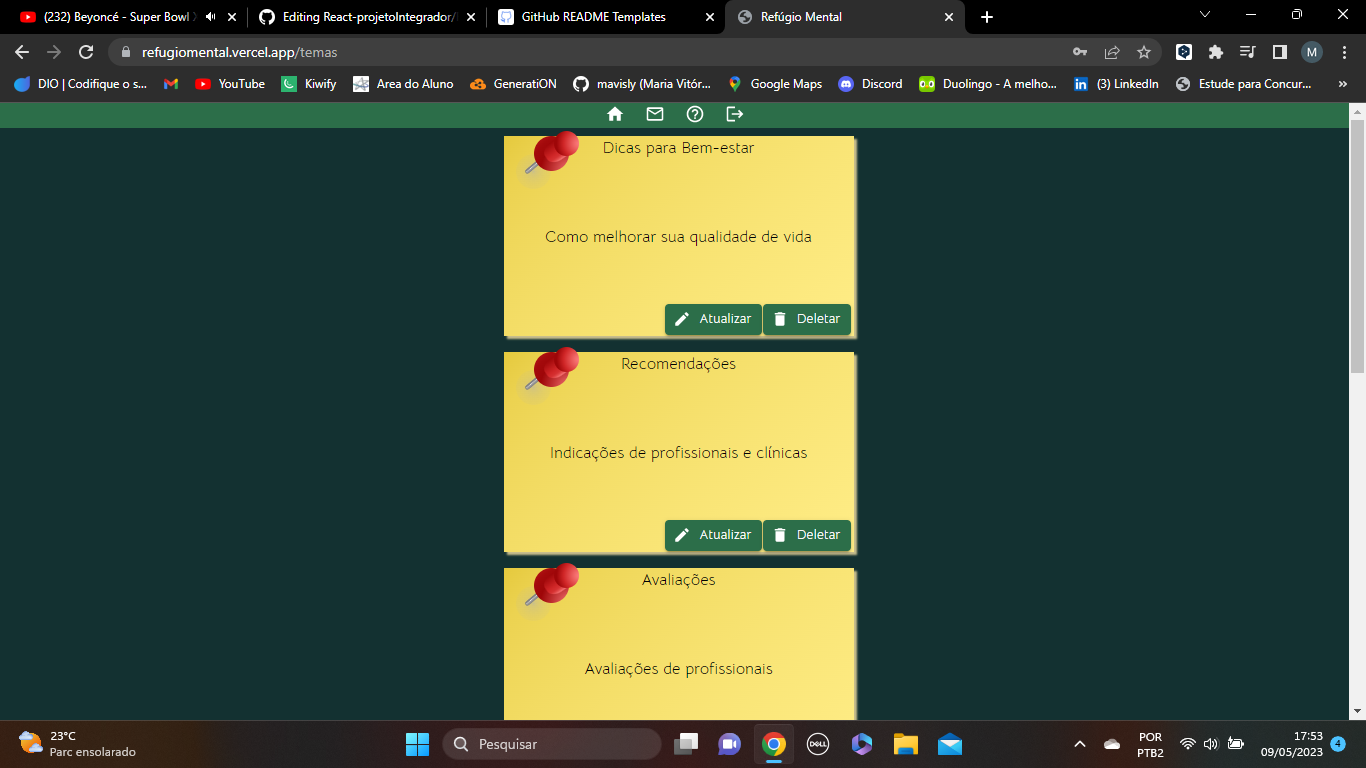 (232) Beyoncé - Super Bowl
Editing React-projetoIntegrador/
GitHub README Templates
Refúgio Mental
refugiomental.vercel.app/temas
M
DIO | Codifique o s...
YouTube
Kiwify
Area do Aluno
GeneratiON
mavisly (Maria Vitór...
Google Maps
Discord
Duolingo - A melho...
(3) LinkedIn
Estude para Concur...
»
Dicas para Bem-estar
Como melhorar sua qualidade de vida
Atualizar
Deletar
Recomendações
Indicações de profissionais e clínicas
Atualizar
Deletar
Avaliações
Avaliações de profissionais
23°C
Parc ensolarado
Pesquisar
DELL
POR
PTB2
17:53
09/05/2023
4